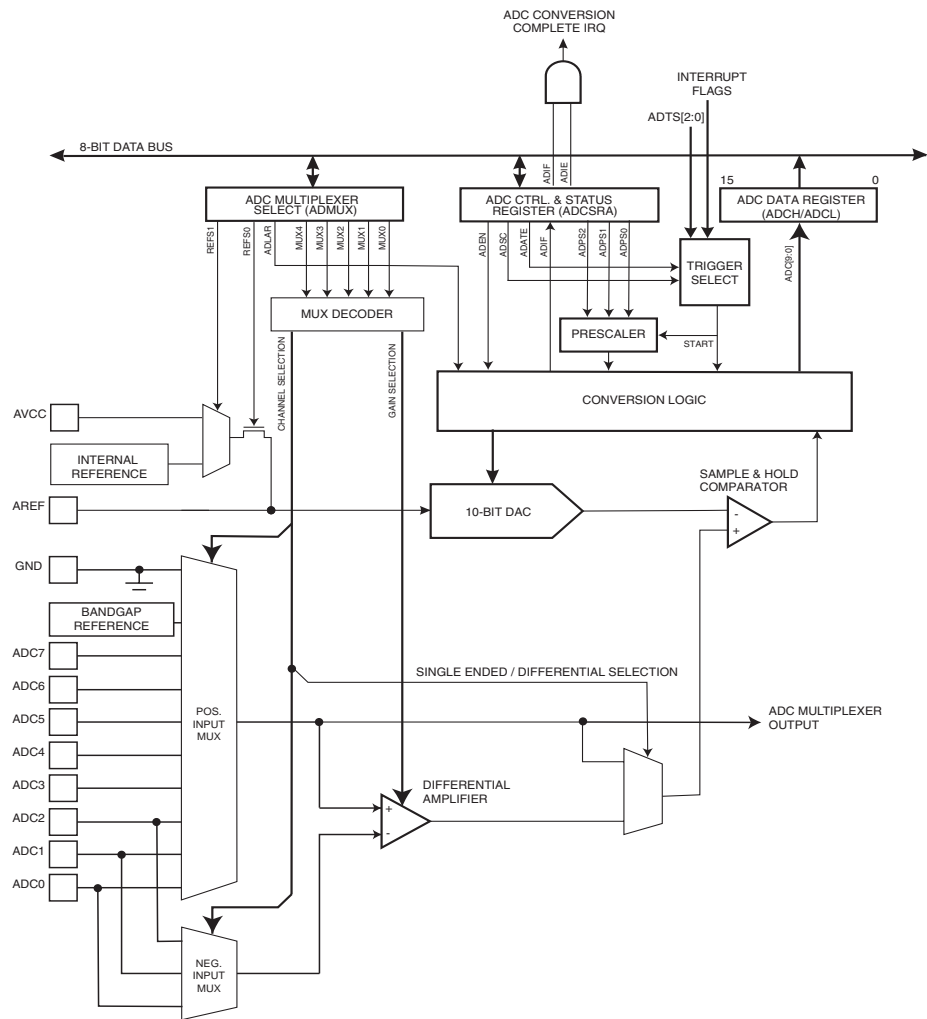 ADC CONVERSION
COMPLETE IRQ
INTERRUPT
FLAGS
ADTS[2:0]
8-BIT DATA BUS
ADIF
ADIE
15
0
ADC MULTIPLEXER
SELECT (ADMUX)
ADC CTRL. & STATUS
REGISTER (ADCSRA)
ADC DATA REGISTER
(ADCH/ADCL)
REFS1
REFS0
ADLAR
MUX4
MUX3
MUX2
MUX1
MUX0
ADEN
ADSC
ADATE
ADIF
ADPS2
ADPS1
ADPS0
ADC[9:0]
TRIGGER
SELECT
MUX DECODER
PRESCALER
START
CHANNEL SELECTION
GAIN SELECTION
CONVERSION LOGIC
AVCC
INTERNAL
REFERENCE
SAMPLE & HOLD
COMPARATOR
AREF
10-BIT DAC
-
+
GND
BANDGAP
REFERENCE
ADC7
SINGLE ENDED / DIFFERENTIAL SELECTION
ADC6
ADC5
POS.
INPUT
MUX
ADC MULTIPLEXER
OUTPUT
ADC4
ADC3
DIFFERENTIAL
AMPLIFIER
+
-
ADC2
ADC1
ADC0
NEG.
INPUT
MUX